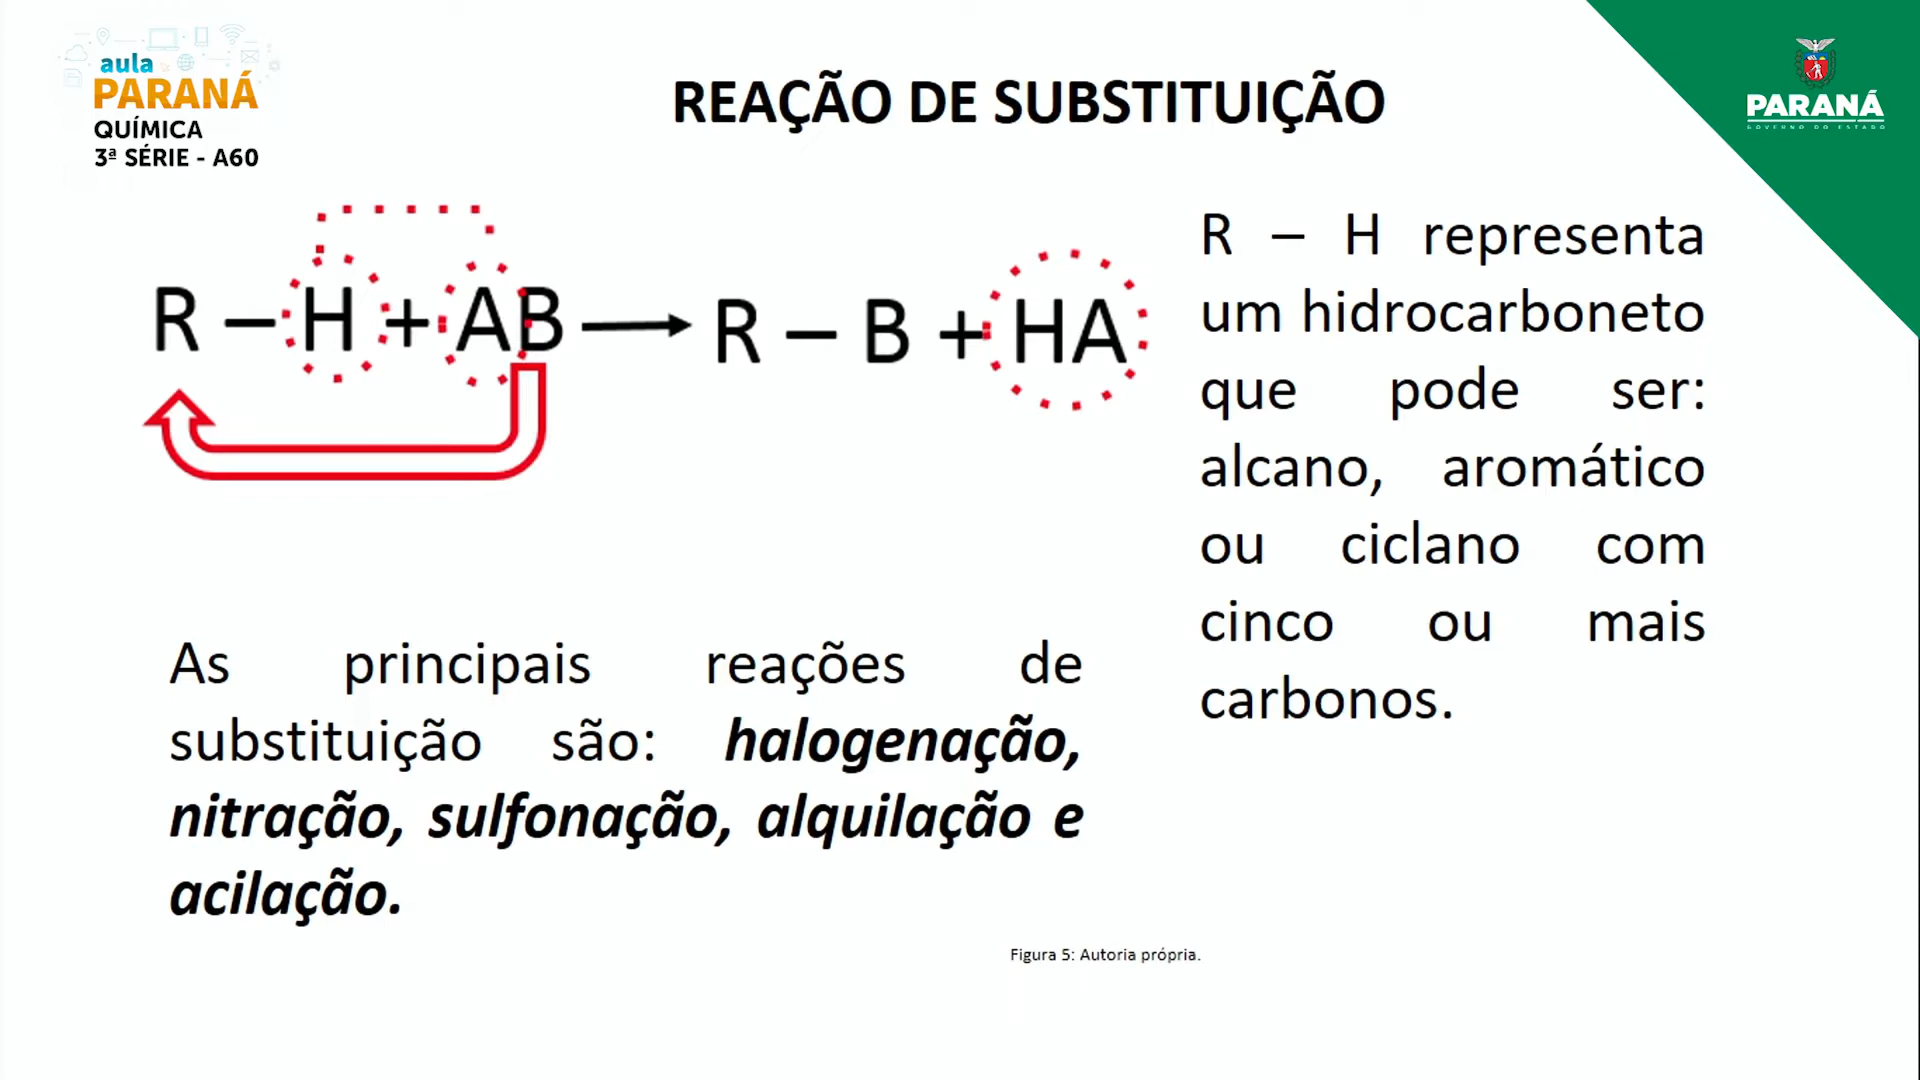 aula
PARANÁ
QUÍMICA
3ª SÉRIE - A60
REAÇÃO DE SUBSTITUIÇÃO
PARANÁ
GOVERNO DO ESTADO
R – H + AB → R – B + HA
R – H representa
um hidrocarboneto
que pode ser:
alcano, aromático
ou ciclano com
cinco ou mais
carbonos.
As principais reações de
substituição são: halogenação,
nitração, sulfonação, alquilação e
acilação.
Figura 5: Autoria própria.